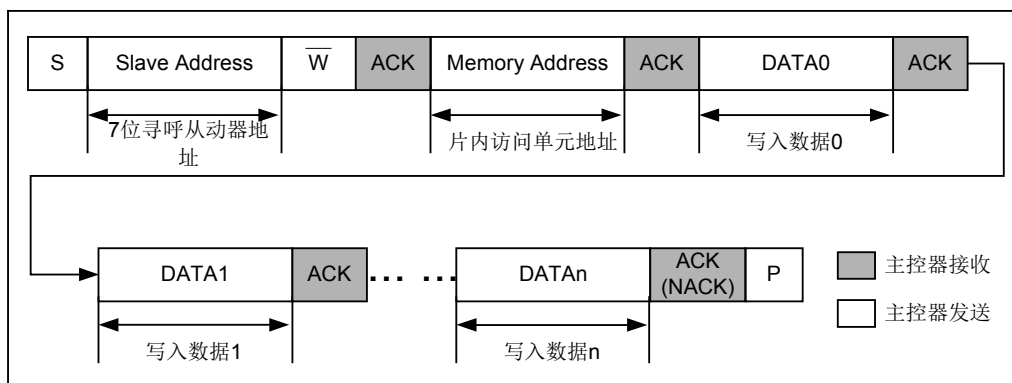 S Slave Address W ACK Memory Address ACK DATA0 ACK
7位寻呼从动器地
址
片内访问单元地址
写入数据0
DATA1 ACK ... ... DATAn ACK
(NACK) P
主控器接收
主控器发送
写入数据1
写入数据n